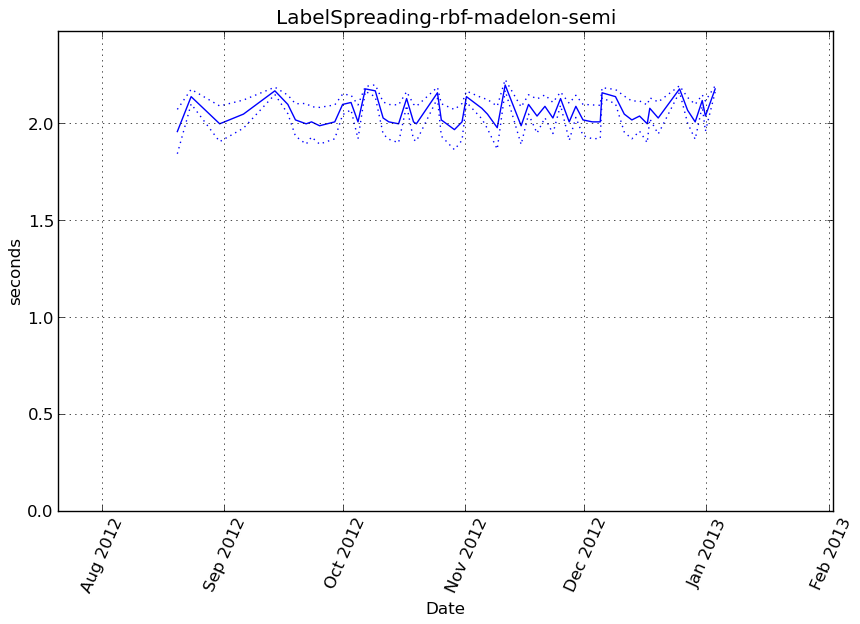 LabelSpreading-rbf-madelon-semi
2.0
1.5
1.0
0.5
0.0
seconds
Aug 2012
Sep 2012
Oct 2012
Nov 2012
Dec 2012
Jan 2013
Feb 2013
Date